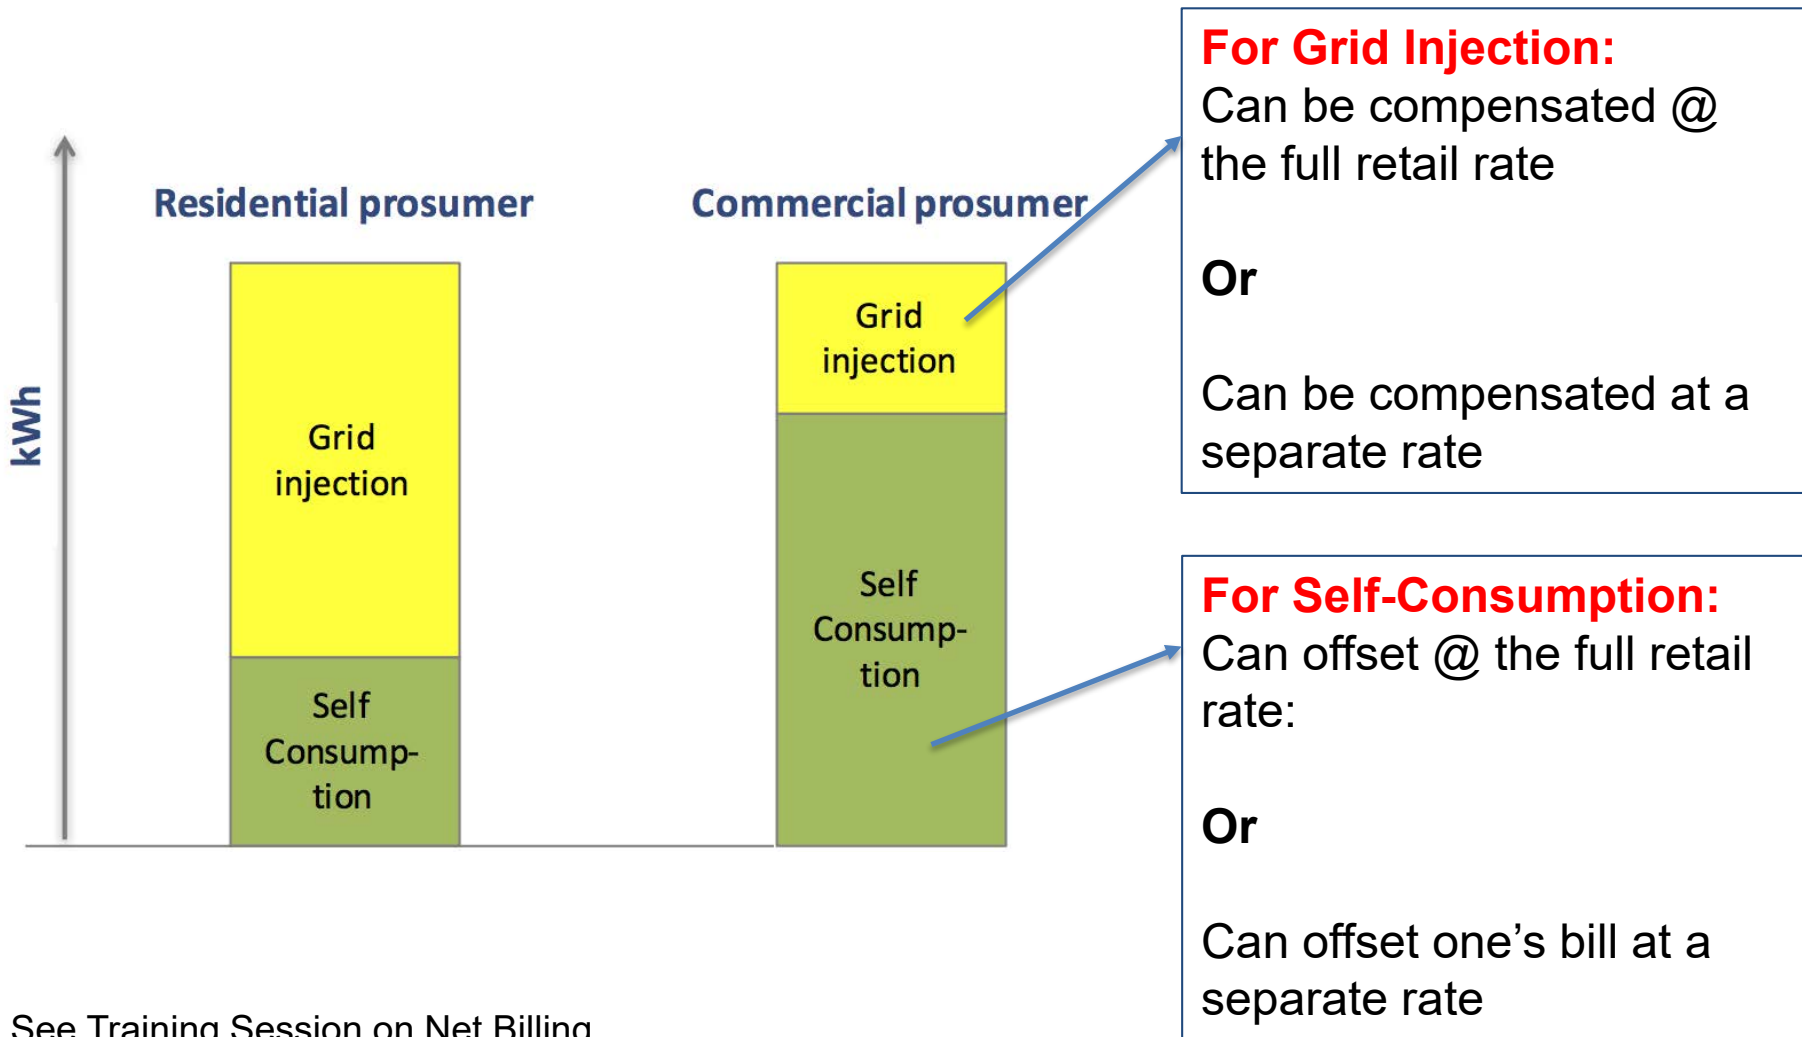 kWh
Residential prosumer
Grid
injection
Self
Consump-
tion
Commercial prosumer
Grid
injection
Self
Consump-
tion
For Grid Injection:
Can be compensated @
the full retail rate
Or
Can be compensated at a
separate rate
For Self-Consumption:
Can offset @ the full retail
rate:
Or
Can offset one’s bill at a
separate rate
See Training Session on Net Billing